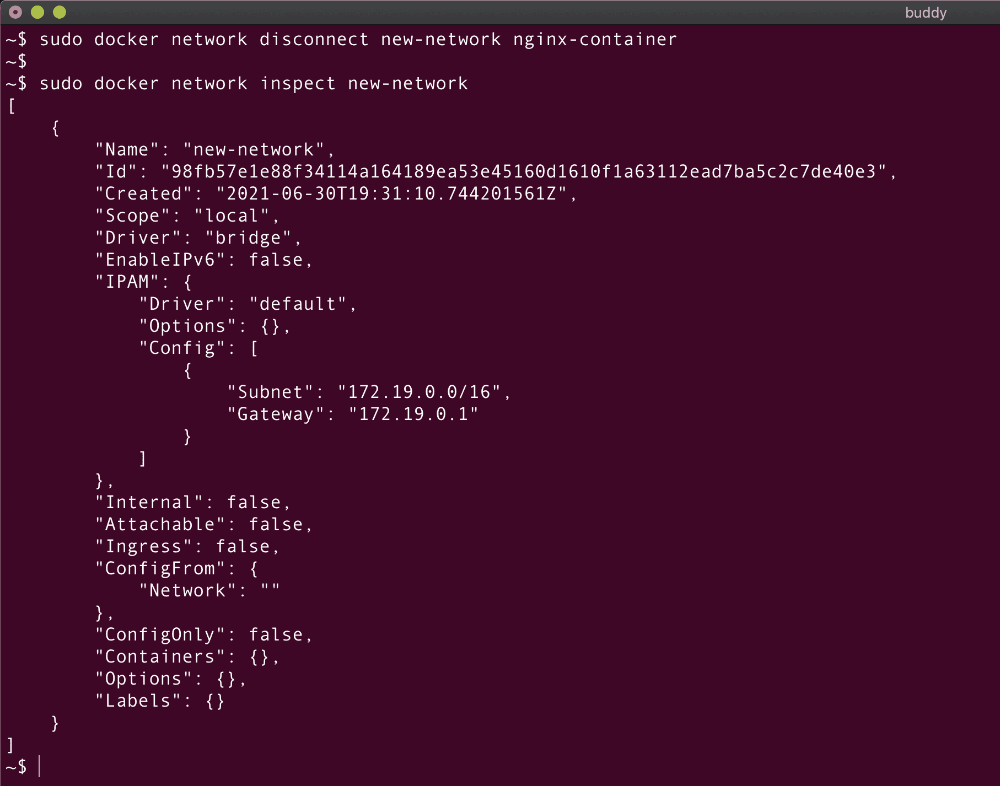 buddy
~$ sudo docker network disconnect new-network nginx-container
~$
~$ sudo docker network inspect new-network
[
    {
        "Name": "new-network",
        "Id": "98fb57e1e88f34114a164189ea53e45160d1610f1a63112ead7ba5c2c7de40e3",
        "Created": "2021-06-30T19:31:10.744201561Z",
        "Scope": "local",
        "Driver": "bridge",
        "EnableIPv6": false,
        "IPAM": {
            "Driver": "default",
            "Options": {},
            "Config": [
                {
                    "Subnet": "172.19.0.0/16",
                    "Gateway": "172.19.0.1"
                }
            ]
        },
        "Internal": false,
        "Attachable": false,
        "Ingress": false,
        "ConfigFrom": {
            "Network": ""
        },
        "ConfigOnly": false,
        "Containers": {},
        "Options": {},
        "Labels": {}
    }
]
~$